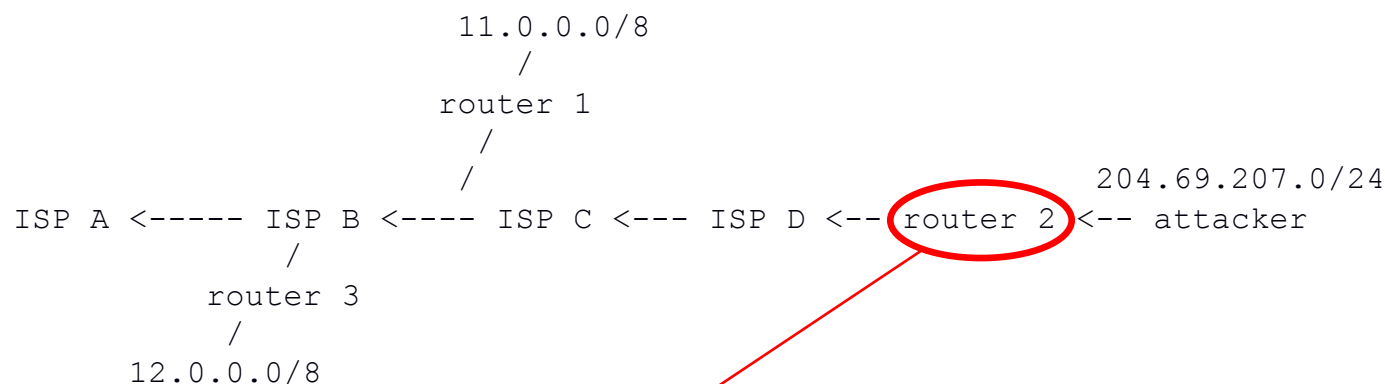 11.0.0.0/8
/
router 1
/
/
204.69.207.0/24
ISP A <----- ISP B <---- ISP C <--- ISP D <-- router 2 <-- attacker
/
router 3
/
12.0.0.0/8